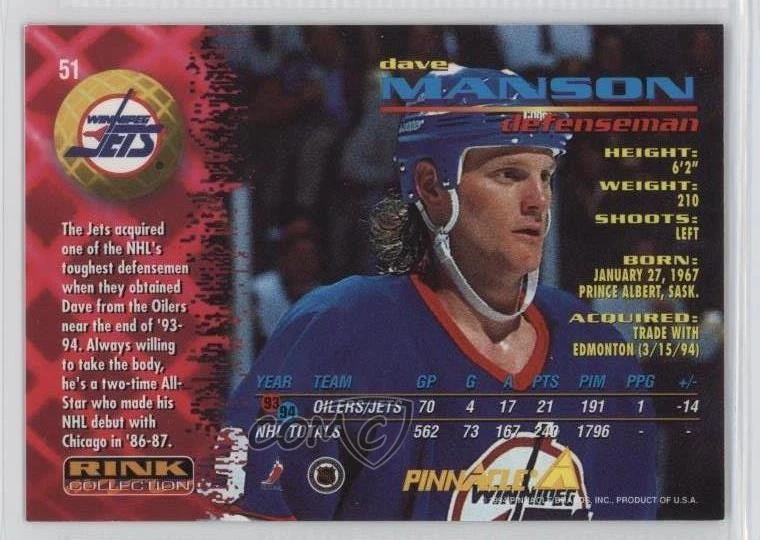 51
WINNIPEG
JETS
The Jets acquired
one of the NHL's
toughest defensemen
when they obtained
Dave from the Oilers
near the end of '93-
94. Always willing
to take the body,
he's a two-time All-
Star who made his
NHL debut with
Chicago in '86-87.
RINK
COLLECTION
dave
MANSON
defenseman
HEIGHT:
6'2"
WEIGHT:
210
SHOOTS:
LEFT
BORN:
JANUARY 27, 1967
PRINCE ALBERT, SASK.
ACQUIRED:
TRADE WITH
EDMONTON (3/15/94)
YEAR TEAM GP G A PTS PIM PPG +/-
93 94 OILERS/JETS 70 4 17 21 191 1 -14
NHL TOTALS 562 73 167 240 1796 - -
PINNACLE
BRANDS, INC., PRODUCT OF U.S.A.
WINNIPEG